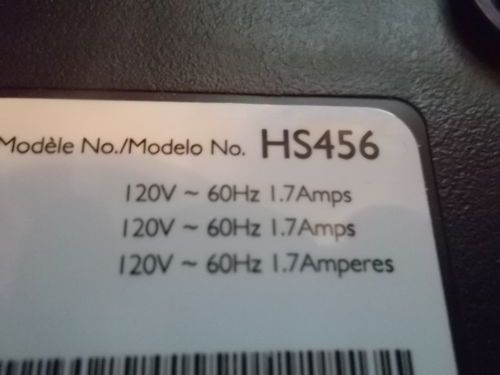 Modèle No./Modelo No. HS456
120V ~ 60Hz 1.7Amps
120V ~ 60Hz 1.7Amps
120V ~ 60Hz 1.7Amperes